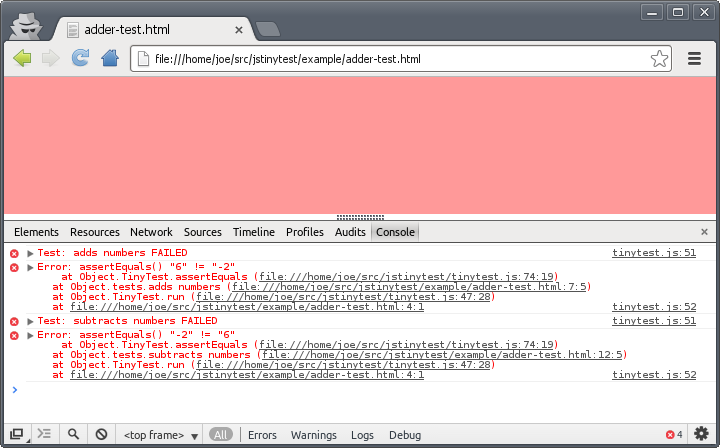 adder-test.html
file:///home/joe/src/jstinytest/example/adder-test.html
Elements Resources Network Sources Timeline Profiles Audits Console
Test: adds numbers FAILED tinytest.js:51
Error: assertEquals() "6" != "-2"
at Object.TinyTest.assertEquals (file:///home/joe/src/jstinytest/tinytest.js:74:19)
at Object.tests.adds numbers (file:///home/joe/src/jstinytest/example/adder-test.html:7:5)
at Object.TinyTest.run (file:///home/joe/src/jstinytest/tinytest.js:47:28)
at file:///home/joe/src/jstinytest/example/adder-test.html:4:1 tinytest.js:52
Test: subtracts numbers FAILED tinytest.js:51
Error: assertEquals() "-2" != "6"
at Object.TinyTest.assertEquals (file:///home/joe/src/jstinytest/tinytest.js:74:19)
at Object.tests.subtracts numbers (file:///home/joe/src/jstinytest/example/adder-test.html:12:5)
at Object.TinyTest.run (file:///home/joe/src/jstinytest/tinytest.js:47:28)
at file:///home/joe/src/jstinytest/example/adder-test.html:4:1 tinytest.js:52
<top frame> All Errors Warnings Logs Debug 4